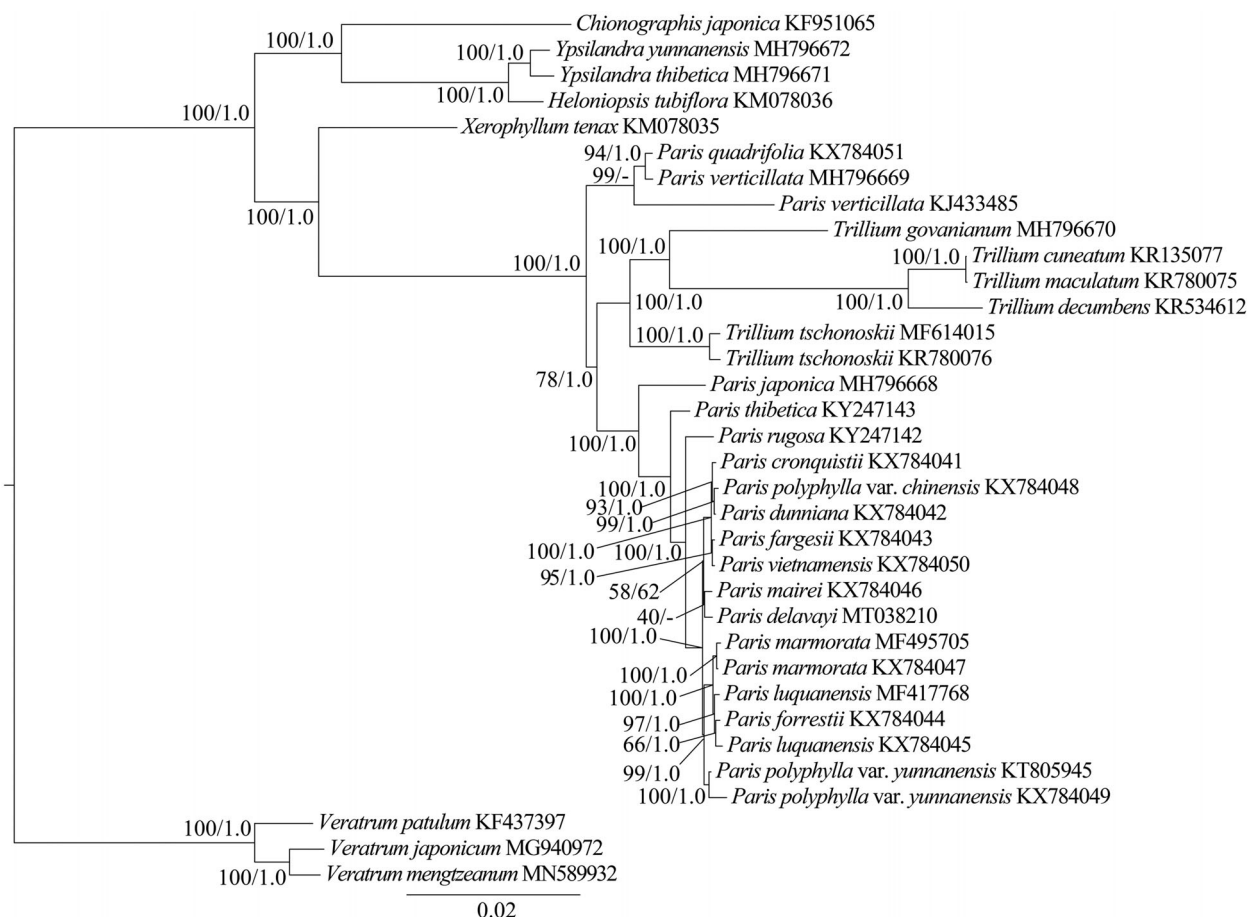 Chionographis japonica KF951065
100/1.0
100/1.0 Ypsilandra yunnanensis MH796672
Ypsilandra thibetica MH796671
100/1.0 Heloniopsis tubiflora KM078036
100/1.0
Xerophyllum tenax KM078035
94/1.0 Paris quadrifolia KX784051
99/- Paris verticillata MH796669
Paris verticillata KJ433485
100/1.0
Trillium govanianum MH796670
100/1.0
100/1.0 Trillium cuneatum KR135077
100/1.0
Trillium maculatum KR780075
100/1.0 100/1.0
Trillium decumbens KR534612
100/1.0 Trillium tschonoskii MF614015
Trillium tschonoskii KR780076
78/1.0
Paris japonica MH796668
Paris thibetica KY247143
100/1.0
Paris rugosa KY247142
Paris cronquistii KX784041
100/1.0
Paris polyphylla var. chinensis KX784048
93/1.0
Paris dunniana KX784042
99/1.0
Paris fargesii KX784043
100/1.0 100/1.0
Paris vietnamensis KX784050
95/1.0
58/62 Paris mairei KX784046
40/- Paris delavayi MT038210
100/1.0 Paris marmorata MF495705
100/1.0 Paris marmorata KX784047
100/1.0 Paris luquanensis MF417768
97/1.0 Paris forrestii KX784044
66/1.0 Paris luquanensis KX784045
99/1.0 Paris polyphylla var. yunnanensis KT805945
100/1.0 Paris polyphylla var. yunnanensis KX784049
100/1.0 Veratrum patulum KF437397
Veratrum japonicum MG940972
100/1.0 Veratrum mengtzeanum MN589932
0.02